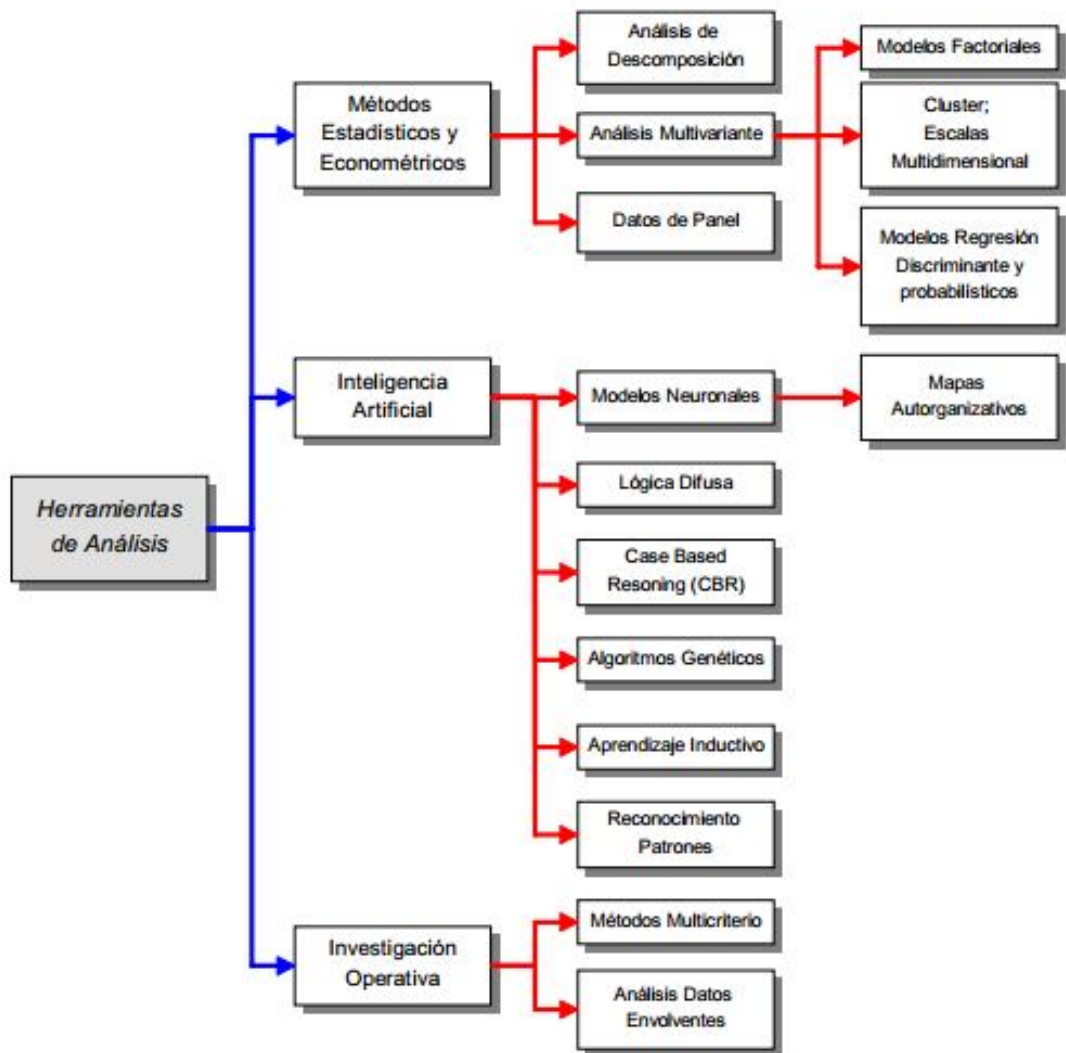 Herramientas
de Análisis
Métodos
Estadísticos y
Econométricos
Análisis de
Descomposición
Análisis Multivariante
Modelos Factoriales
Cluster;
Escalas
Multidimensional
Modelos Regresión
Discriminante y
probabilísticos
Datos de Panel
Inteligencia
Artificial
Modelos Neuronales
Mapas
Autorganizativos
Lógica Difusa
Case Based
Resoning (CBR)
Algoritmos Genéticos
Aprendizaje Inductivo
Reconocimiento
Patrones
Investigación
Operativa
Métodos Multicriterio
Análisis Datos
Envolventes